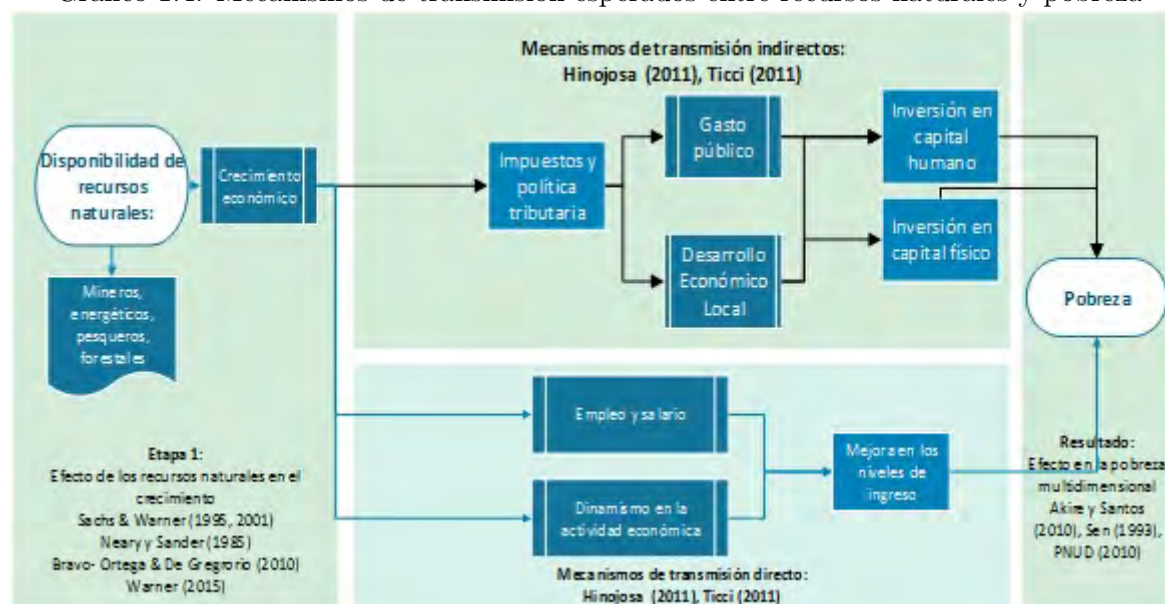 Gráfico 1.4: Mecanismos de transmisión esperados entre recursos naturales y pobreza
Mecanismos de transmisión indirectos:
Hinojosa (2011), Ticci (2011)
Disponibilidad de
recursos
naturales:
Crecimiento
económico
Mineros,
energéticos,
pesqueros,
forestales
Impuestos y
política
tributaria
Gasto
público
Desarrollo
Económico
Local
Inversión en
capital
humano
Inversión en
capital físico
Pobreza
Empleo y salario
Dinamismo en la
actividad económica
Mejora en los
niveles de
ingreso
Etapa 1:
Efecto de los recursos naturales en el
crecimiento
Sachs & Warner (1995, 2001)
Neary y Sander (1985)
Bravo- Ortega & De Gregrorio (2010)
Warner (2015)
Mecanismos de transmisión directo:
Hinojosa (2011), Ticci (2011)
Resultado:
Efecto en la pobreza
multidimensional
Akire y Santos
(2010), Sen (1993),
PNUD (2010)